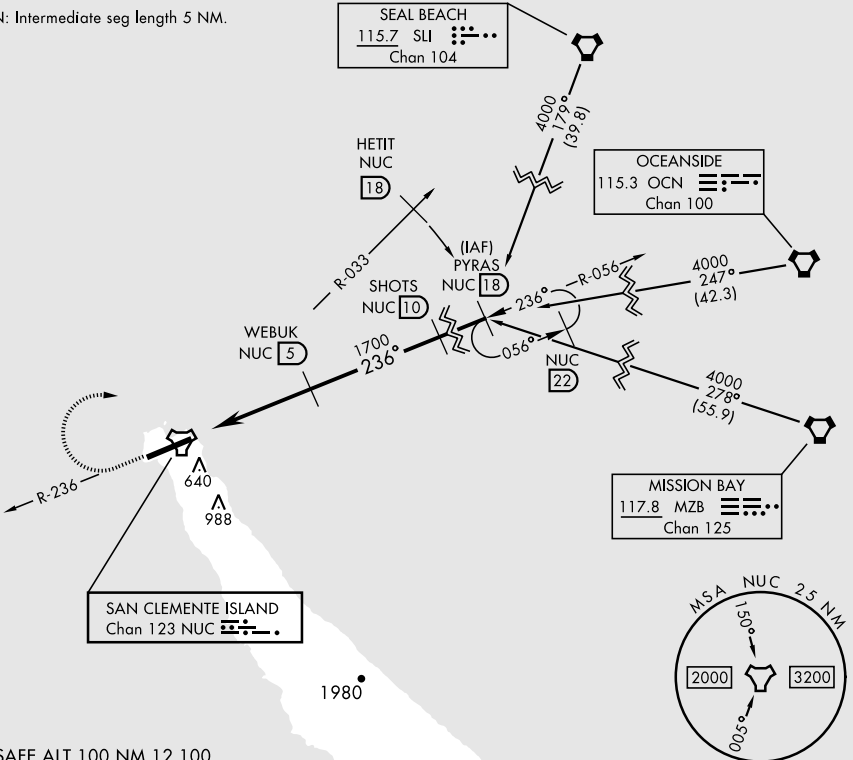 N: Intermediate seg length 5 NM.
SEAL BEACH
115.7 SLI
Chan 104
4000
179°
(39.8)
HETIT
NUC
18
OCEANSIDE
115.3 OCN
Chan 100
R-033
(IAF)
PYRAS
NUC 18
R-056
236°
4000
247°
(42.3)
SHOTS
NUC 10
WEBUK
NUC 5
1700
236°
056°
NUC
22
4000
278°
(55.9)
R-236
640
988
MISSION BAY
117.8 MZB
Chan 125
SAN CLEMENTE ISLAND
Chan 123 NUC
MSA NUC 25 NM
150°
2000
3200
005°
1980
SAFE ALT 100 NM 12,100